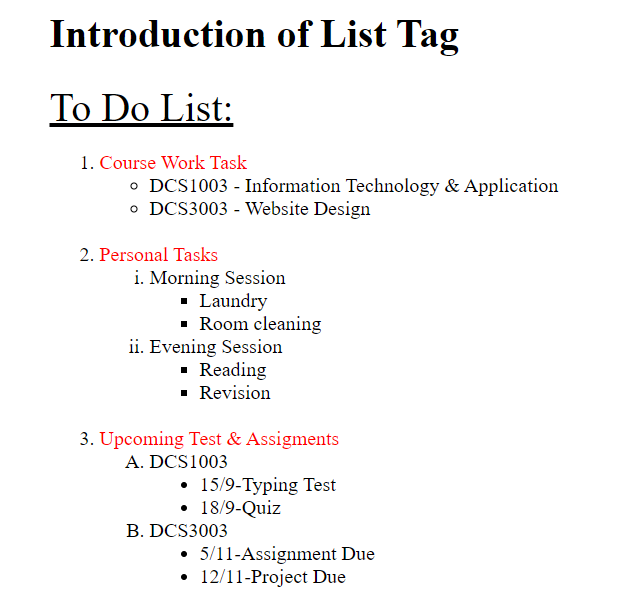 Introduction of List Tag
To Do List:
1. Course Work Task
DCS1003 - Information Technology & Application
DCS3003 - Website Design
2. Personal Tasks
i. Morning Session
Laundry
Room cleaning
ii. Evening Session
Reading
Revision
3. Upcoming Test & Assigments
A. DCS1003
15/9-Typing Test
18/9-Quiz
B. DCS3003
5/11-Assignment Due
12/11-Project Due